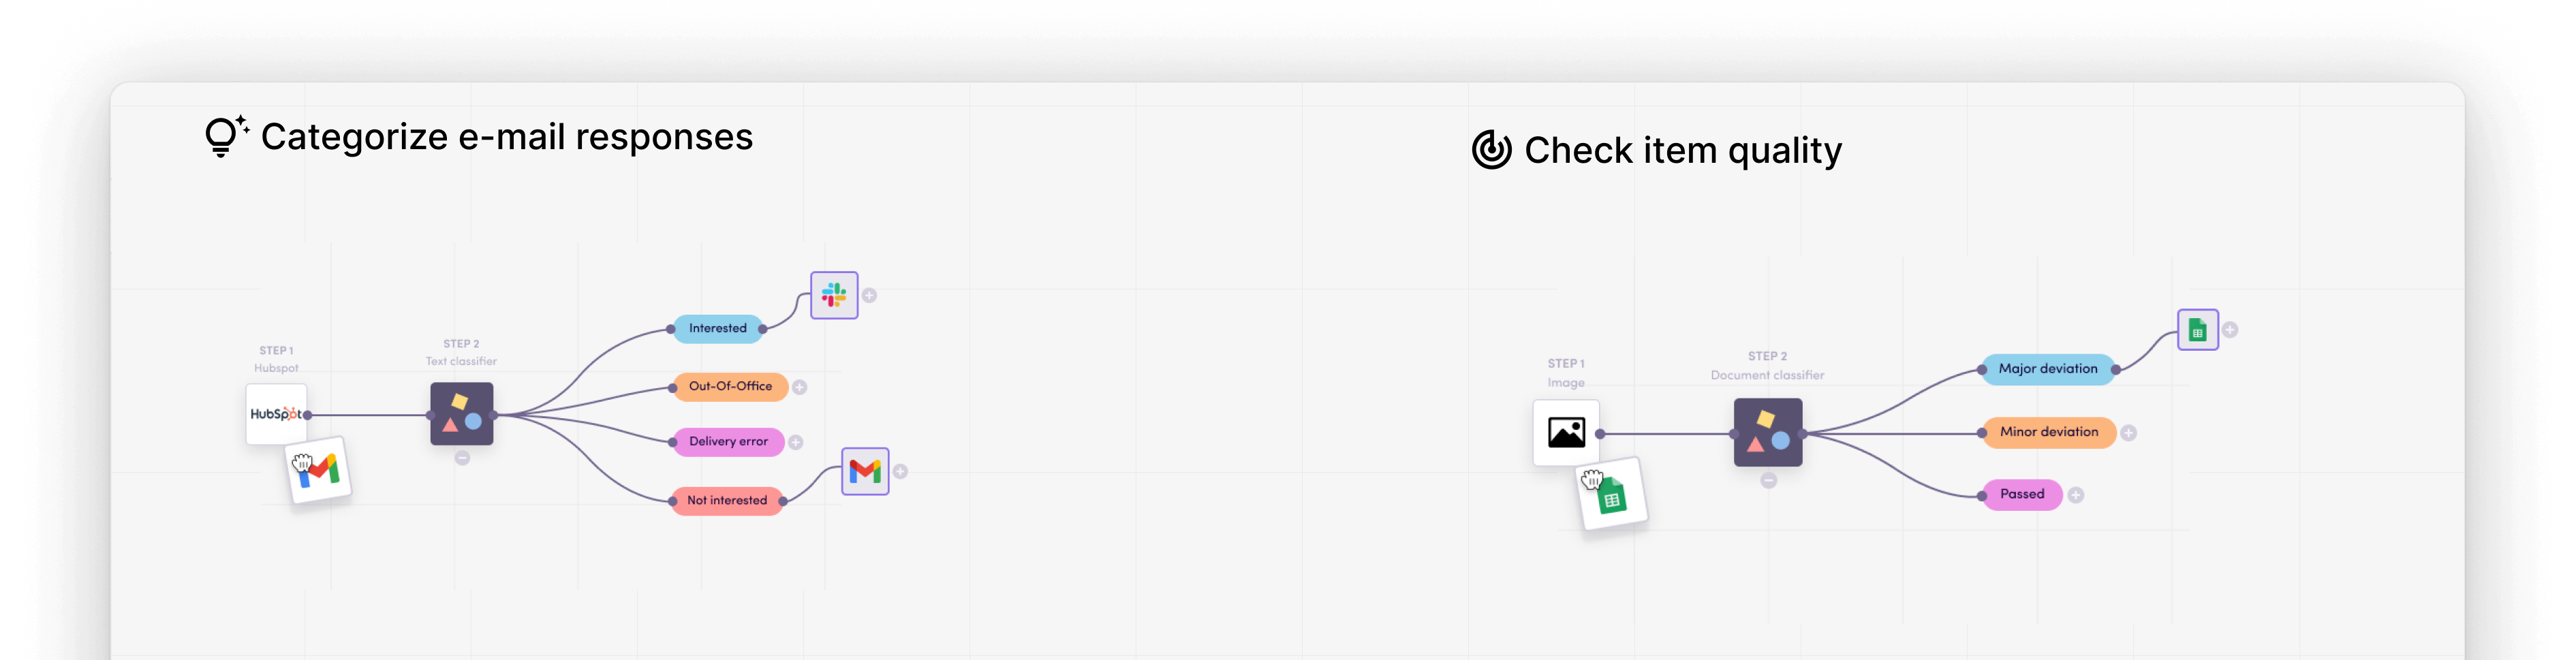 Categorize e-mail responses
STEP 1
Hubspot
HubSpot
STEP 2
Text classifier
Interested
Out-Of-Office
Delivery error
Not interested
Check item quality
STEP 1
Image
STEP 2
Document classifier
Major deviation
Minor deviation
Passed